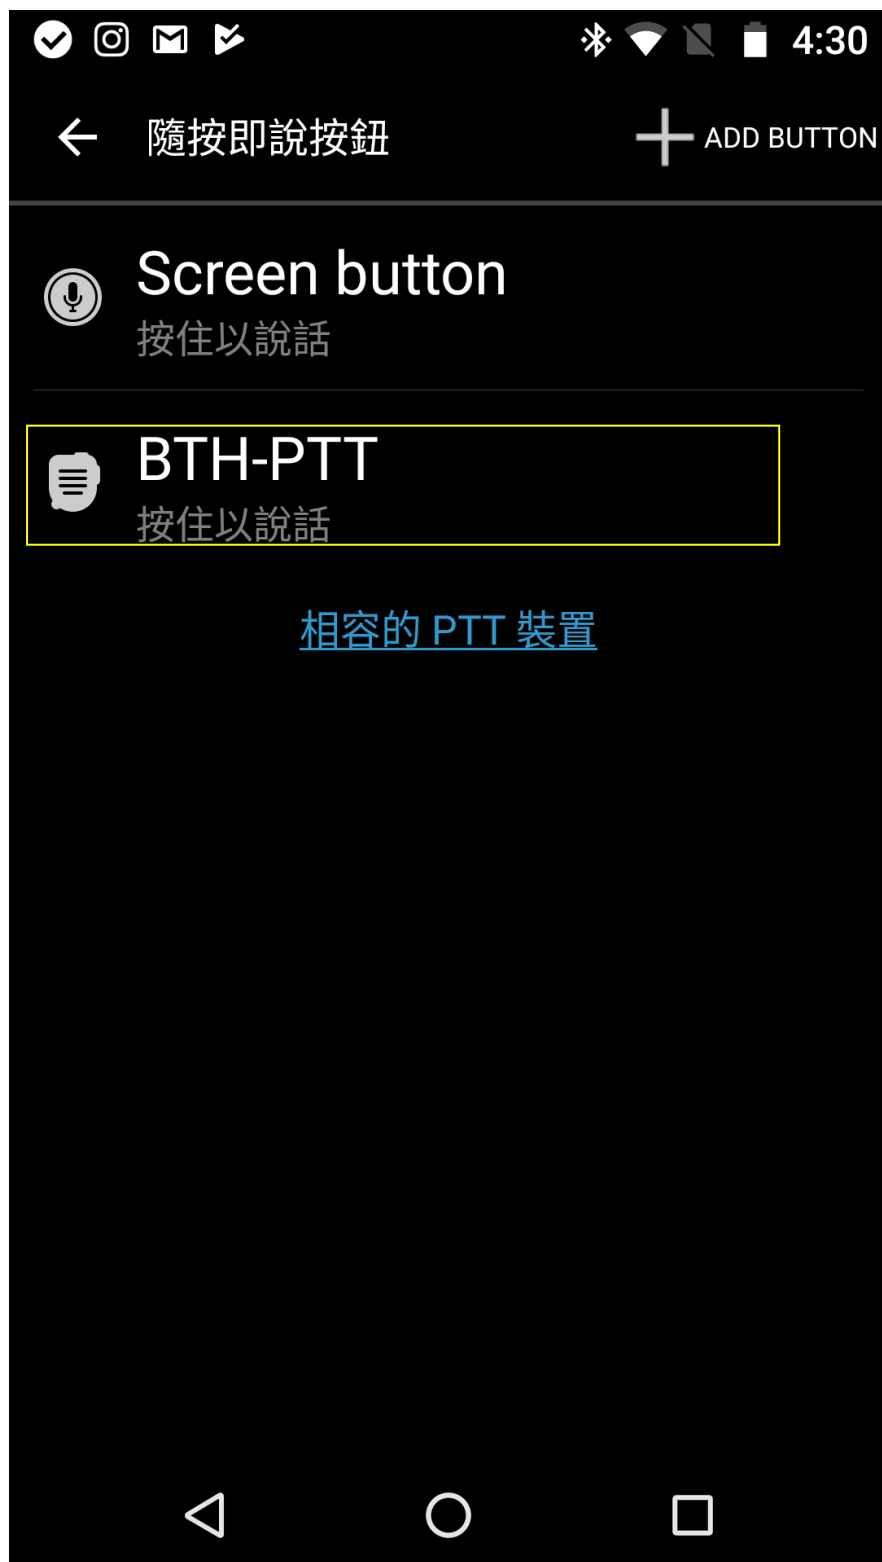 4:30
隨按即說按鈕
ADD BUTTON
Screen button
按住以說話
BTH-PTT
按住以說話
相容的 PTT 裝置